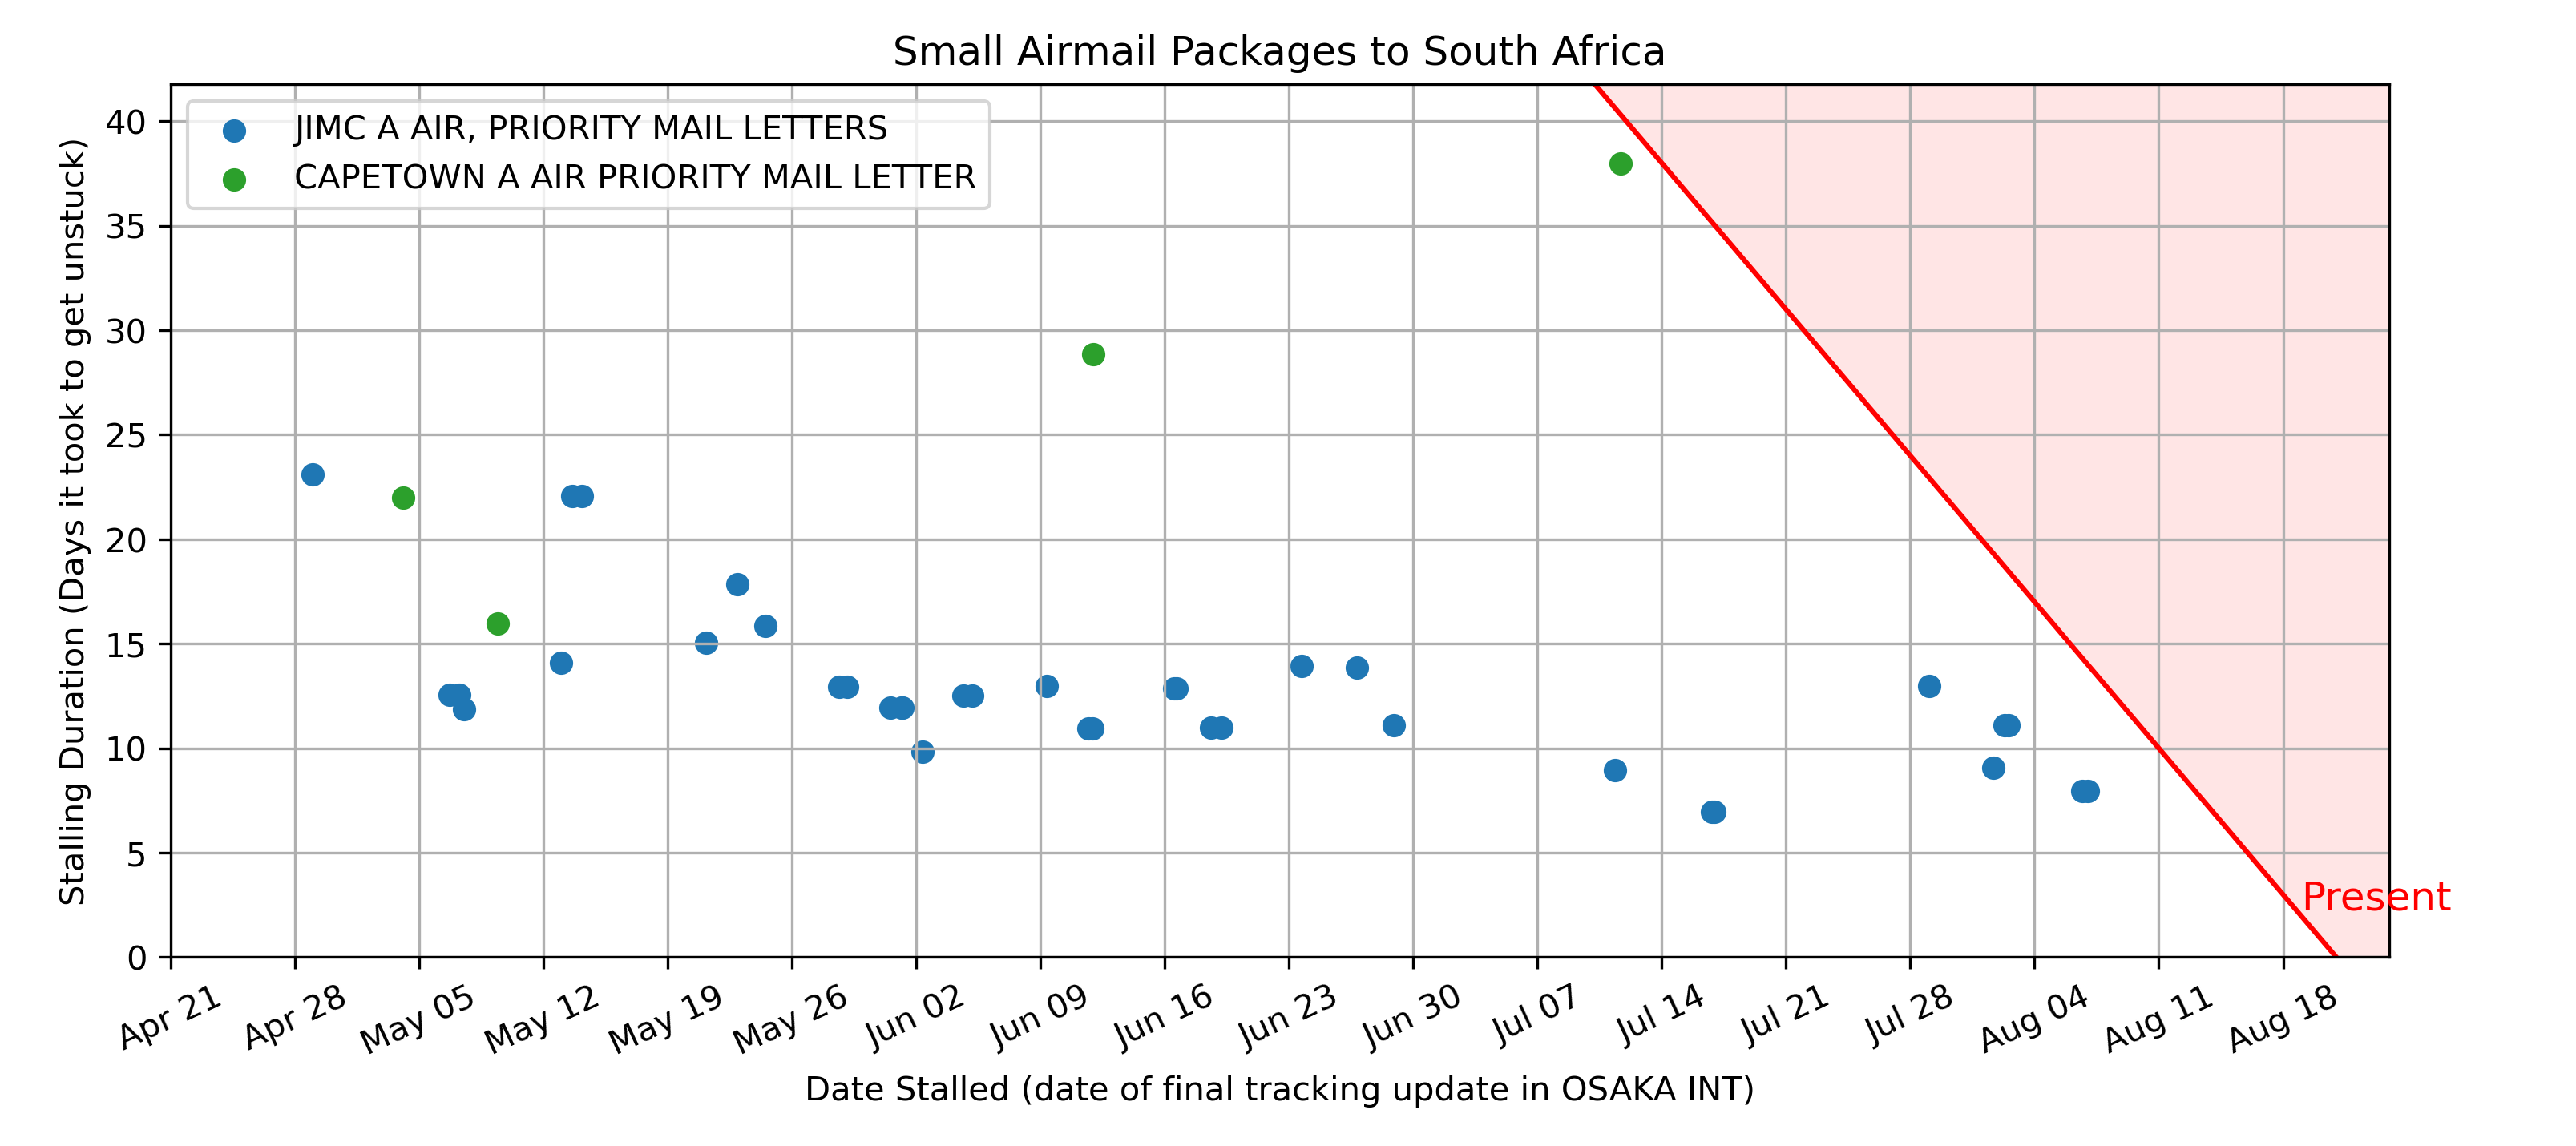 Small Airmail Packages to South Africa
JIMC A AIR, PRIORITY MAIL LETTERS
CAPETOWN A AIR PRIORITY MAIL LETTER
Stalling Duration (Days it took to get unstuck)
40
35
30
25
20
15
10
5
0
Present
Apr 21
Apr 28
May 05
May 12
May 19
May 26
Jun 02
Jun 09
Jun 16
Jun 23
Jun 30
Jul 07
Jul 14
Jul 21
Jul 28
Aug 04
Aug 11
Aug 18
Date Stalled (date of final tracking update in OSAKA INT)